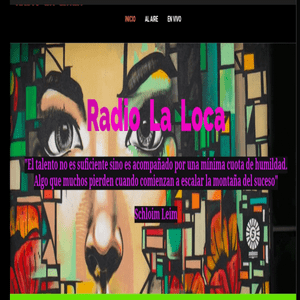 INICIO AL AIRE EN VIVO
Radio La Loca
"El talento no es suficiente sino es acompañado por una mínima cuota de humildad.
Algo que muchos pierden cuando comienzan a escalar la montaña del suceso"
Schloim Leim